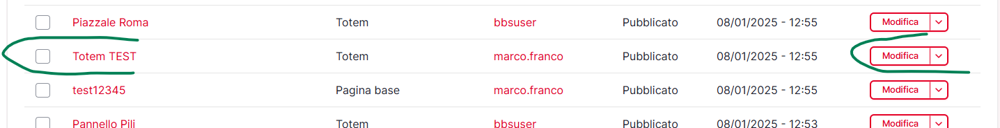 Piazzale Roma Totem bbsuser Pubblicato 08/01/2025 - 12:55 Modifica
Totem TEST Totem marco.franco Pubblicato 08/01/2025 - 12:55 Modifica
test12345 Pagina base marco.franco Pubblicato 08/01/2025 - 12:55 Modifica
Pannello Pili Totem bbsuser Pubblicato 08/01/2025 - 12:53 Modifica